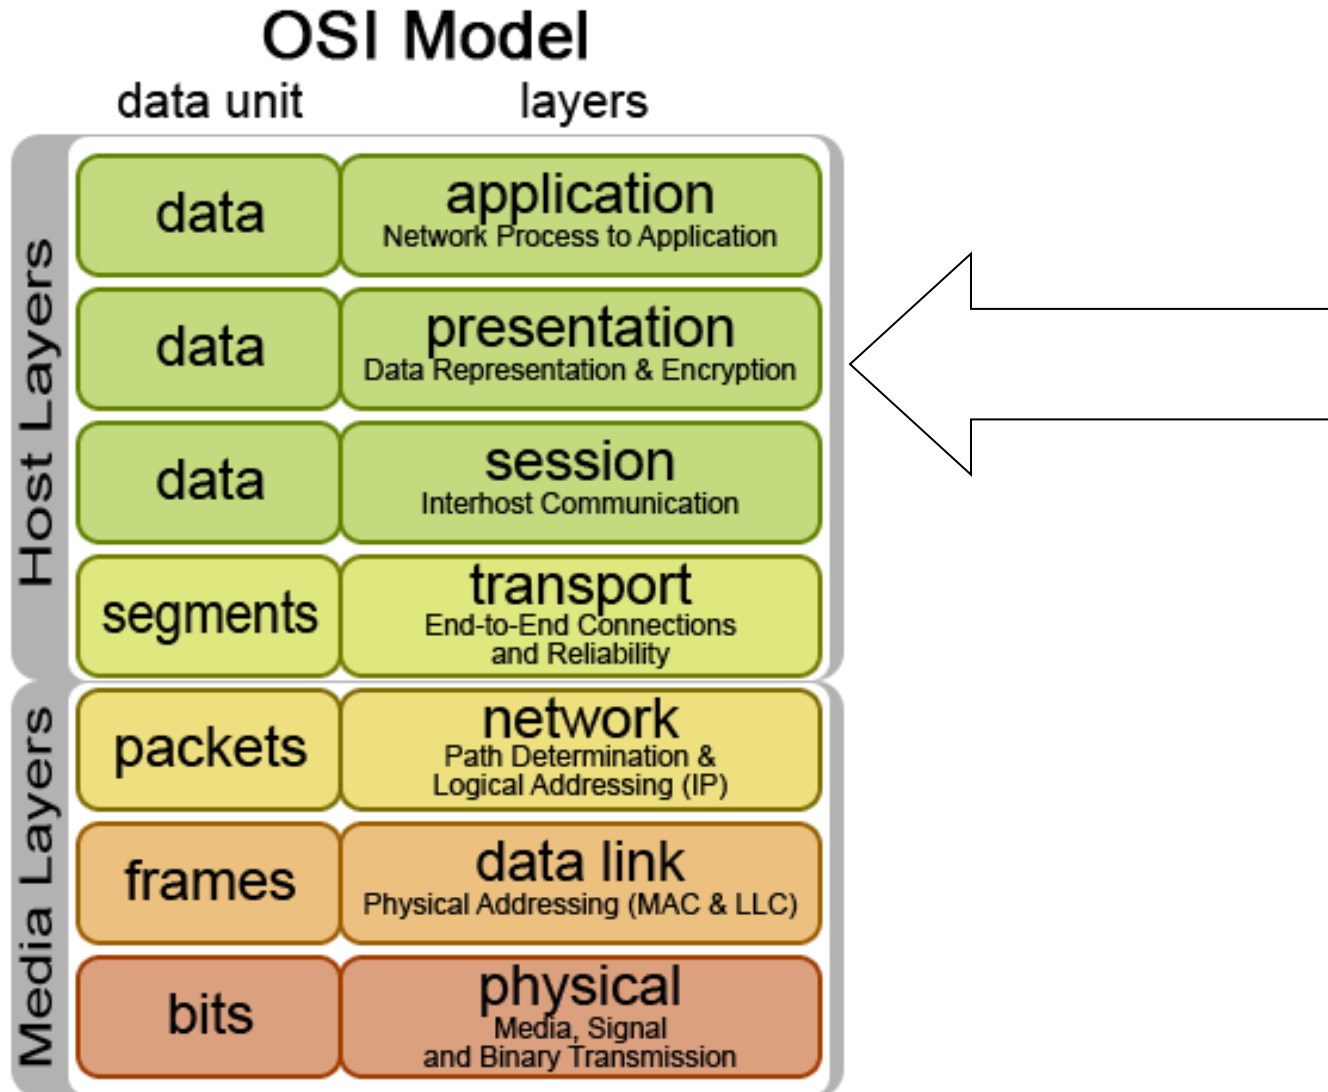 OSI Model
data unit layers
Host Layers
data
application
Network Process to Application
data
presentation
Data Representation & Encryption
data
session
Interhost Communication
segments
transport
End-to-End Connections
and Reliability
Media Layers
packets
network
Path Determination &
Logical Addressing (IP)
frames
data link
Physical Addressing (MAC & LLC)
bits
physical
Media, Signal
and Binary Transmission